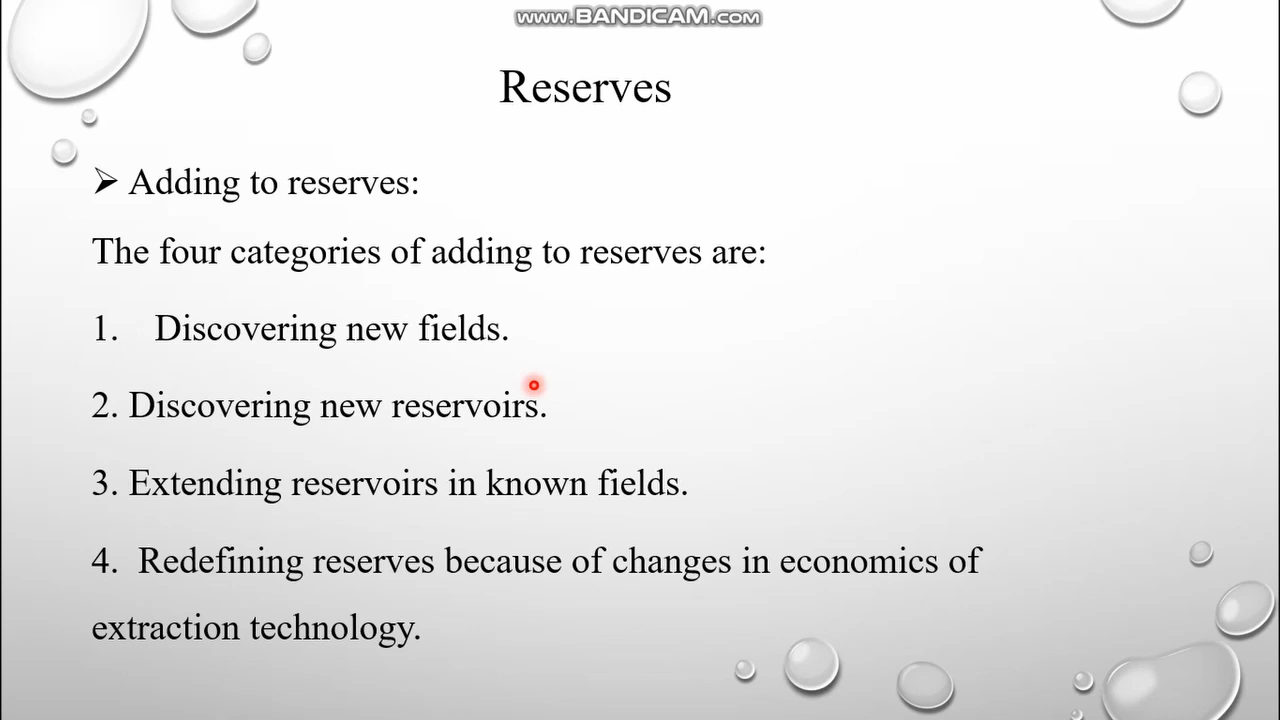 www.BANDICAM.com
Reserves
➢ Adding to reserves:
The four categories of adding to reserves are:
1. Discovering new fields.
2. Discovering new reservoirs.
3. Extending reservoirs in known fields.
4. Redefining reserves because of changes in economics of
extraction technology.